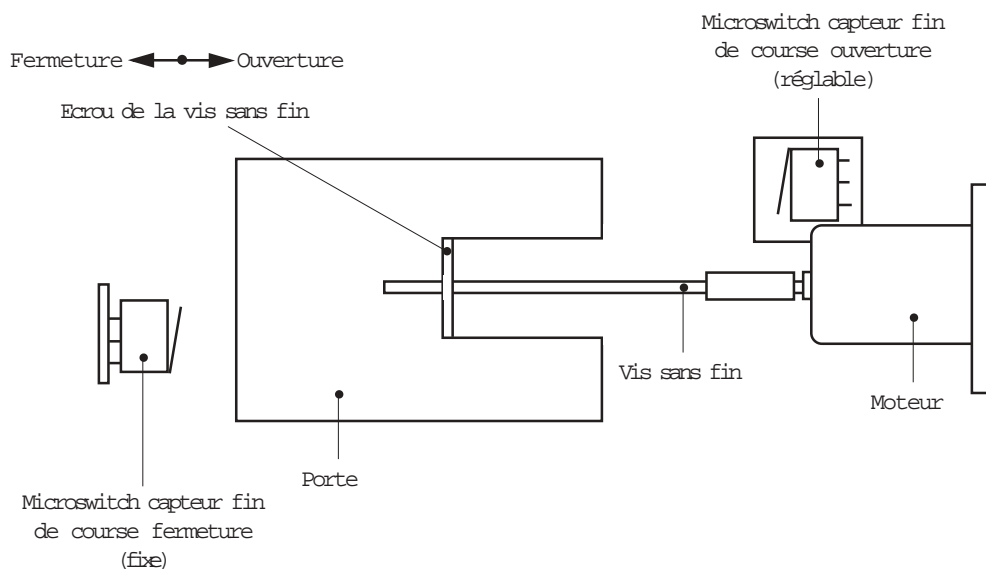 Microswitch capteur fin
de course ouverture
(réglable)
Fermeture
Ouverture
Ecrou de la vis sans fin
Vis sans fin
Moteur
Porte
Microswitch capteur fin
de course fermeture
(fixe)